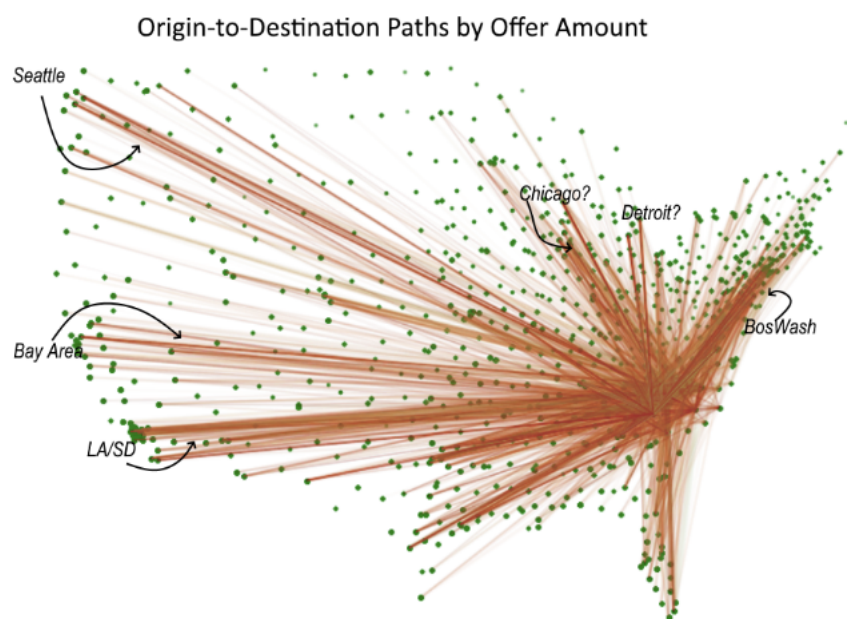 Origin-to-Destination Paths by Offer Amount
Seattle
Chicago?
Detroit?
BosWash
Bay Area
LA/SD